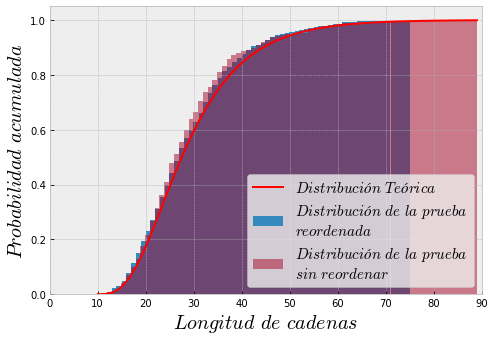 Probabilidad acumulada
1.0
0.8
0.6
0.4
0.2
0.0
0 10 20 30 40 50 60 70 80 90
Longitud de cadenas
Distribución Teórica
Distribución de la prueba
reordenada
Distribución de la prueba
sin reordenar